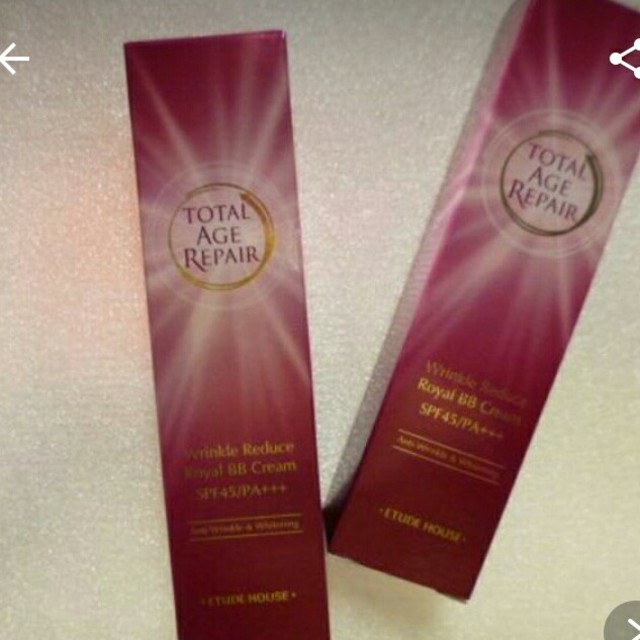 TOTAL
AGE
REPAIR
Wrinkle Reduce
Royal BB Cream
SPF45/PA+++
Anti-Wrinkle & Whitening
• ETUDE HOUSE •
TOTAL
AGE
REPAIR
Wrinkle Reduce
Royal BB Cream
SPF45/PA+++
Anti-Wrinkle & Whitening
• ETUDE HOUSE •